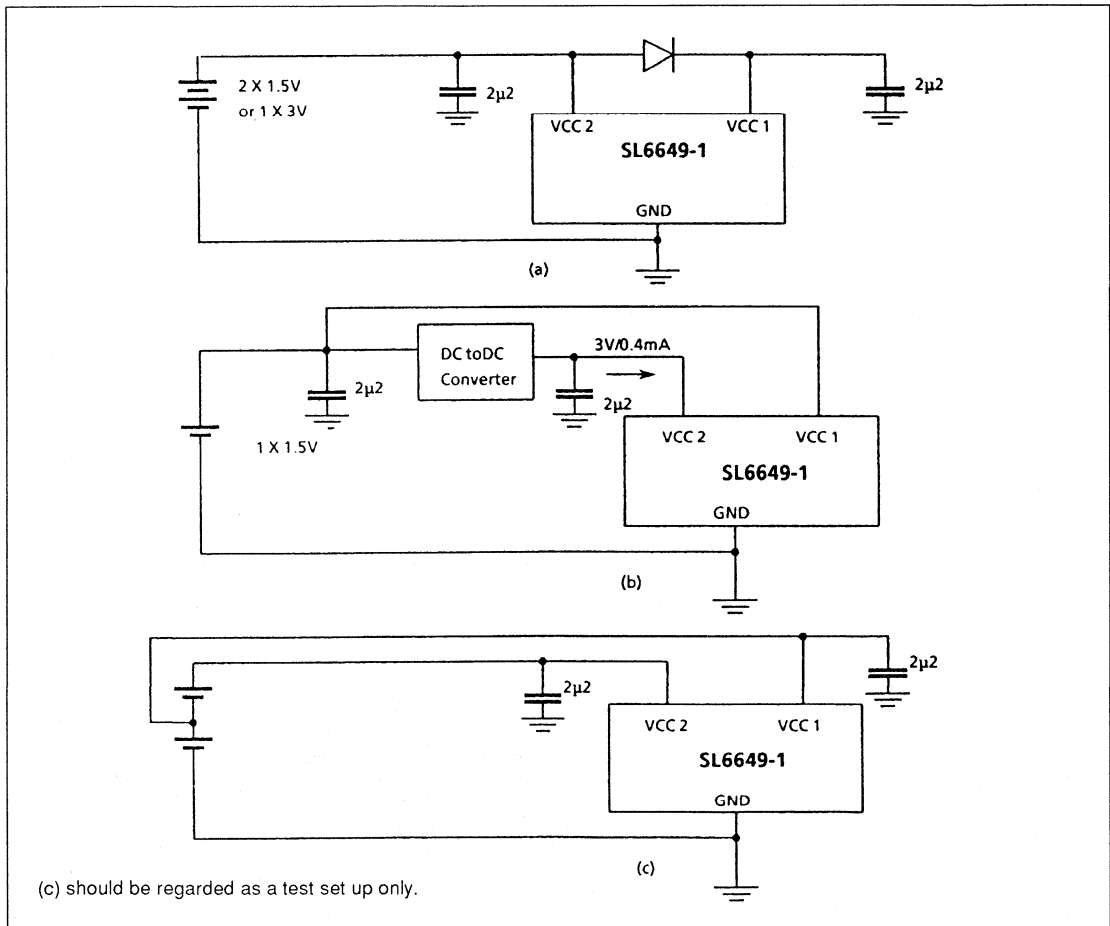 2 X 1.5V
or 1 X 3V
2µ2
2µ2
VCC 2
VCC 1
SL6649-1
GND
(a)
DC toDC
Converter
3V/0.4mA
2µ2
2µ2
1 X 1.5V
VCC 2
VCC 1
SL6649-1
GND
(b)
2µ2
2µ2
VCC 2
VCC 1
SL6649-1
GND
(c)
(c) should be regarded as a test set up only.